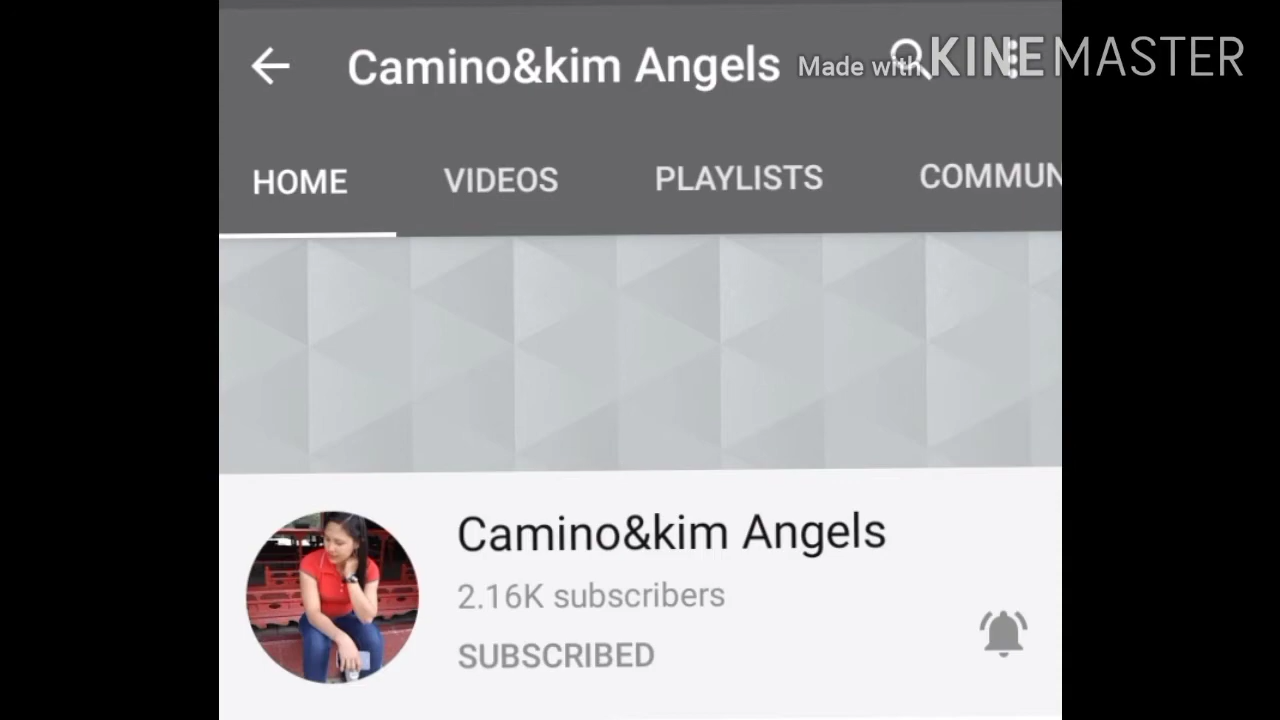 Camino&kim Angels
Made with KINEMASTER
HOME VIDEOS PLAYLISTS COMMUN
Camino&kim Angels
2.16K subscribers
SUBSCRIBED